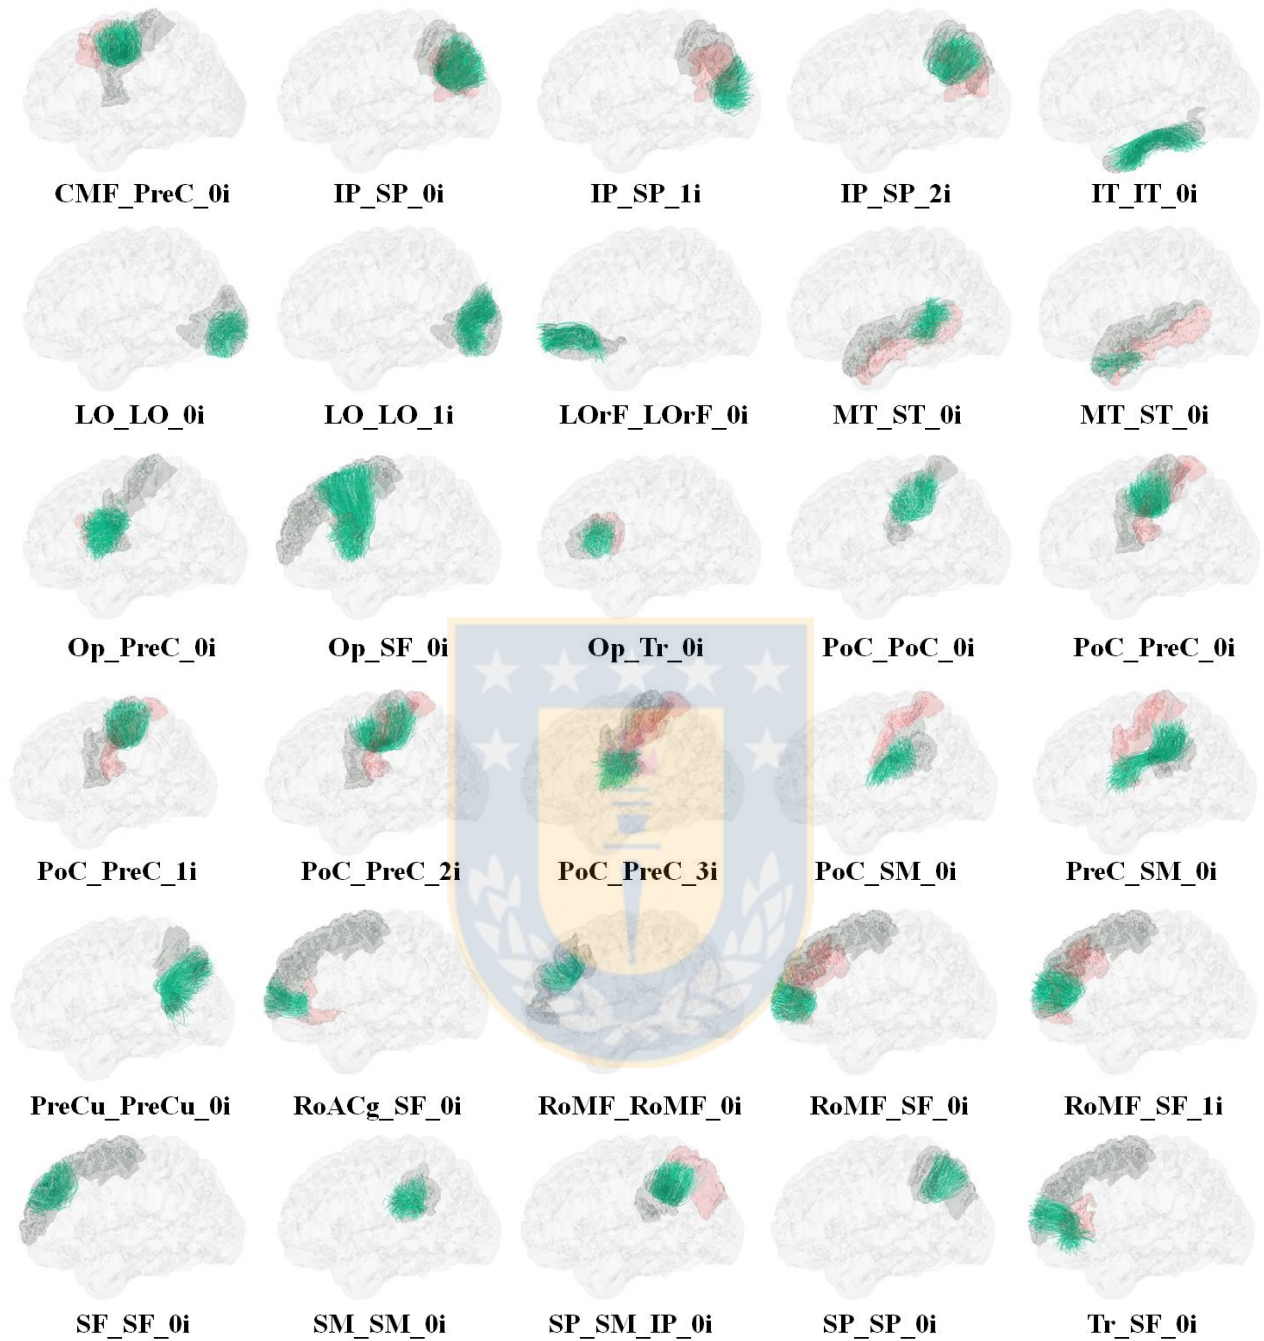 CMF_PreC_0i IP_SP_0i IP_SP_1i IP_SP_2i IT_IT_0i
LO_LO_0i LO_LO_1i LOrF_LOrF_0i MT_ST_0i MT_ST_0i
Op_PreC_0i Op_SF_0i Op_Tr_0i PoC_PoC_0i PoC_PreC_0i
PoC_PreC_1i PoC_PreC_2i PoC_PreC_3i PoC_SM_0i PreC_SM_0i
PreCu_PreCu_0i RoACg_SF_0i RoMF_RoMF_0i RoMF_SF_0i RoMF_SF_1i
SF_SF_0i SM_SM_0i SP_SM_IP_0i SP_SP_0i Tr_SF_0i